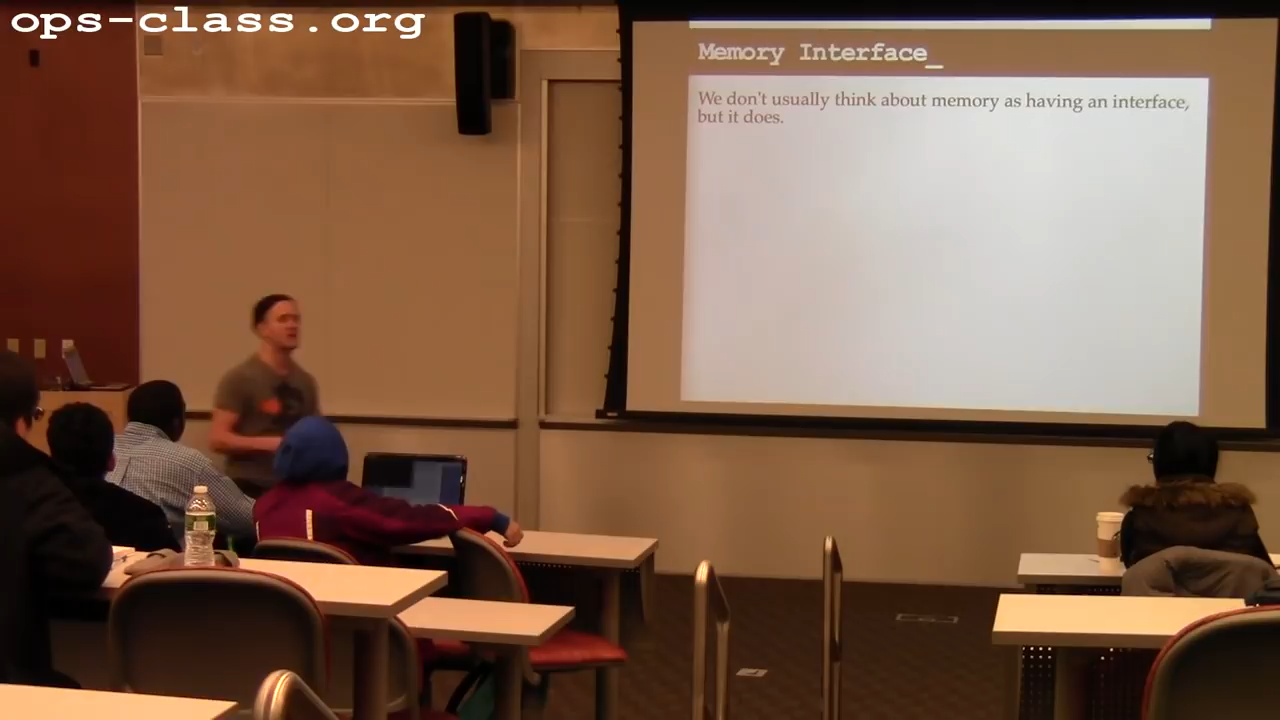 ops-class.org
Memory Interface_
We don't usually think about memory as having an interface,
but it does.